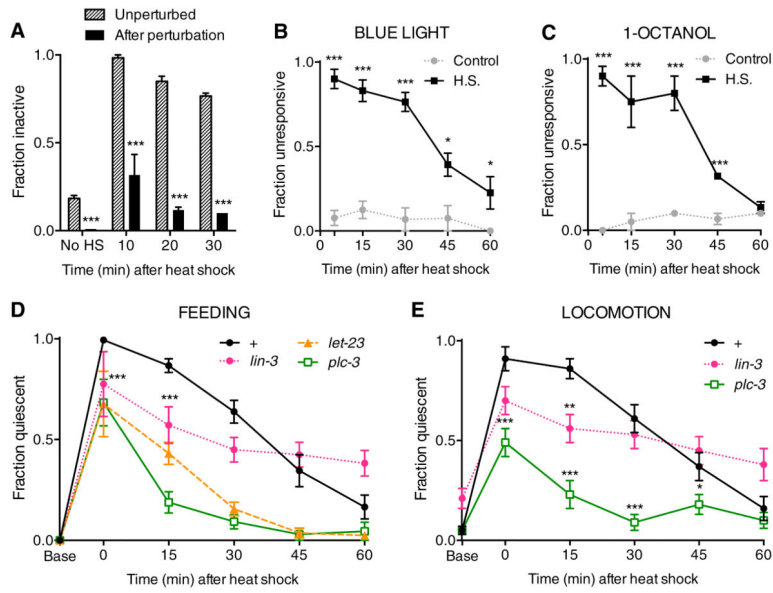 A
Unperturbed
After perturbation
Fraction inactive
1.0
0.5
0.0
***
***
***
***
No HS
10
20
30
Time (min) after heat shock
B
BLUE LIGHT
Control
H.S.
Fraction unresponsive
1.0
0.5
0.0
***
***
***
*
*
0
15
30
45
60
Time (min) after heat shock
C
1-OCTANOL
Control
H.S.
Fraction unresponsive
1.0
0.5
0.0
***
***
***
***
0
15
30
45
60
Time (min) after heat shock
D
FEEDING
+
lin-3
let-23
plc-3
Fraction quiescent
1.0
0.5
0.0
***
***
Base
0
15
30
45
60
Time (min) after heat shock
E
LOCOMOTION
+
lin-3
plc-3
Fraction quiescent
1.0
0.5
0.0
***
**
***
***
*
Base
0
15
30
45
60
Time (min) after heat shock